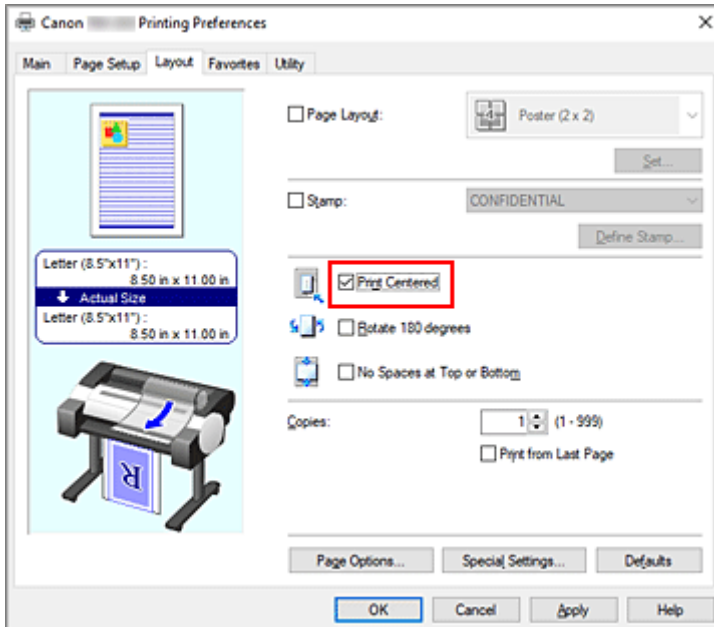 Canon Printing Preferences
Main Page Setup Layout Favorites Utility
Page Layout: Poster (2 x 2)
Set...
Stamp: CONFIDENTIAL
Define Stamp...
Letter (8.5"x11") :
8.50 in x 11.00 in
Actual Size
Letter (8.5"x11") :
8.50 in x 11.00 in
Print Centered
Rotate 180 degrees
No Spaces at Top or Bottom
Copies: 1 (1 - 999)
Print from Last Page
R
Page Options... Special Settings... Defaults
OK Cancel Apply Help